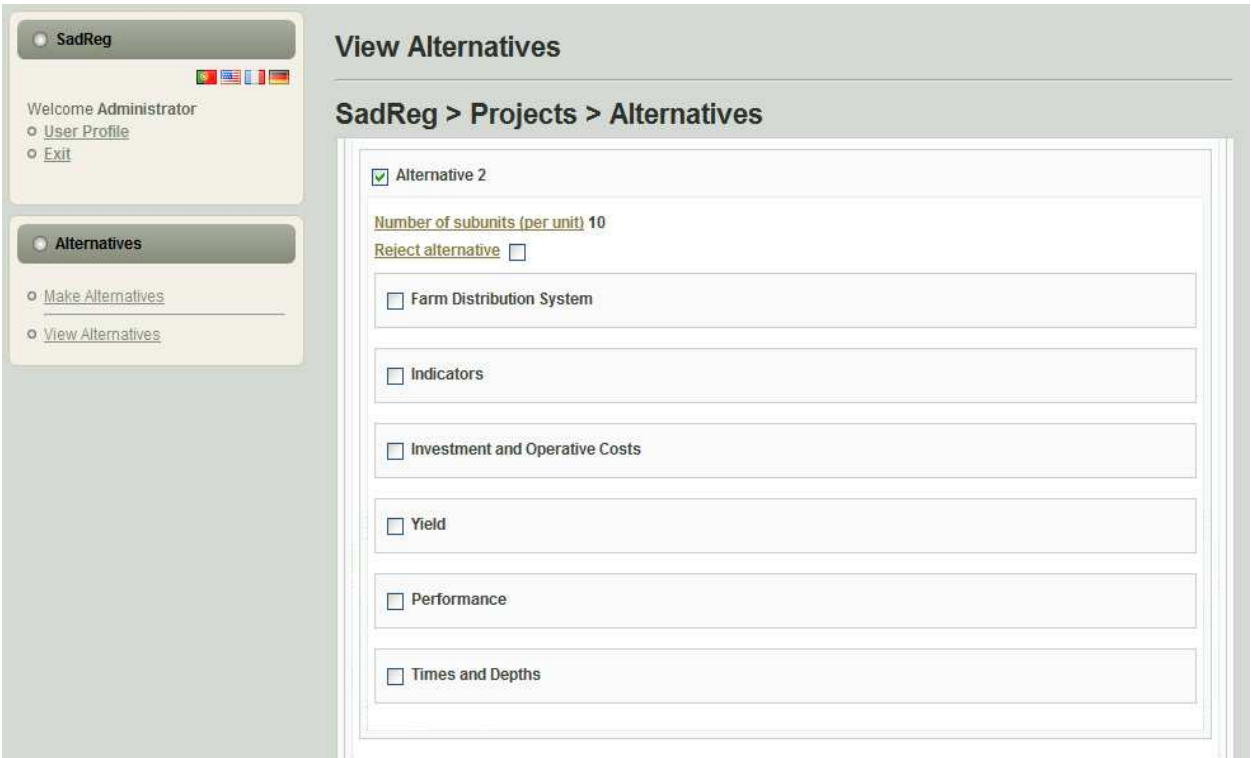 SadReg
Welcome Administrator
User Profile
Exit
Alternatives
Make Alternatives
View Alternatives
View Alternatives
SadReg > Projects > Alternatives
Alternative 2
Number of subunits (per unit) 10
Reject alternative
Farm Distribution System
Indicators
Investment and Operative Costs
Yield
Performance
Times and Depths